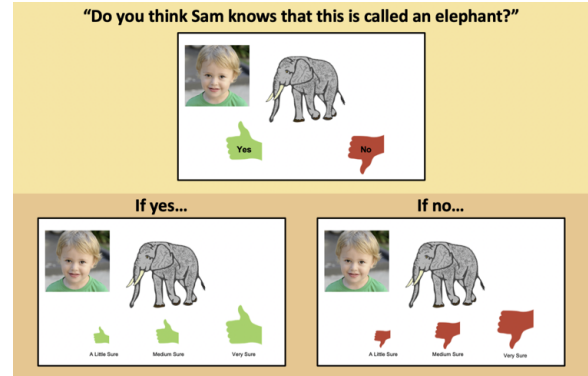 “Do you think Sam knows that this is called an elephant?”
Yes
No
If yes...
If no...
A Little Sure
Medium Sure
Very Sure
A Little Sure
Medium Sure
Very Sure